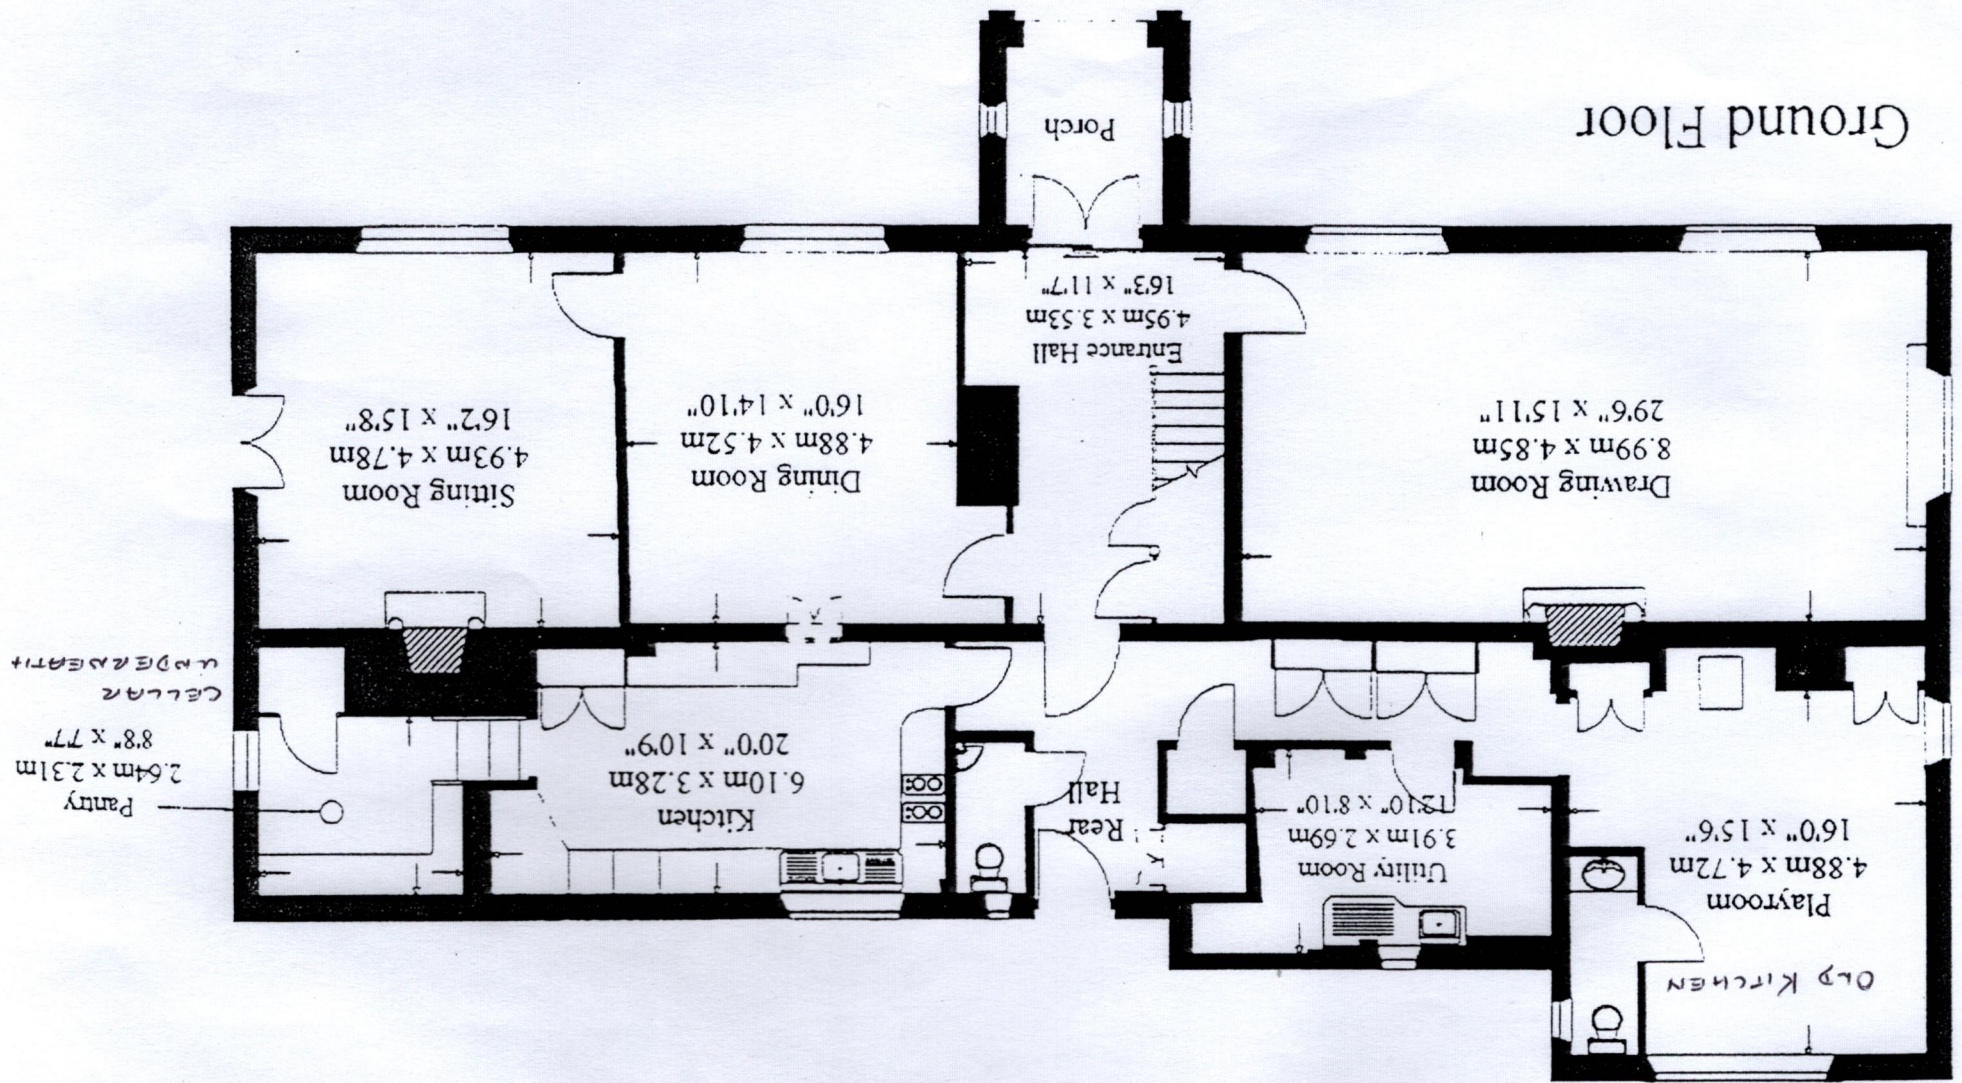 OLD KITCHEN
Playroom
4.88m x 4.72m
16'0" x 15'6"
Utility Room
3.91m x 2.69m
12'10" x 8'10"
Rear
Hall
Kitchen
6.10m x 3.28m
20'0" x 10'9"
Pantry
2.64m x 2.31m
8'8" x 7'7"
CELLAR
UNDERNEATH
Drawing Room
8.99m x 4.85m
29'6" x 15'11"
Dining Room
4.88m x 4.52m
16'0" x 14'10"
Sitting Room
4.93m x 4.78m
16'2" x 15'8"
Entrance Hall
4.95m x 3.53m
16'3" x 11'7"
Porch
Ground Floor